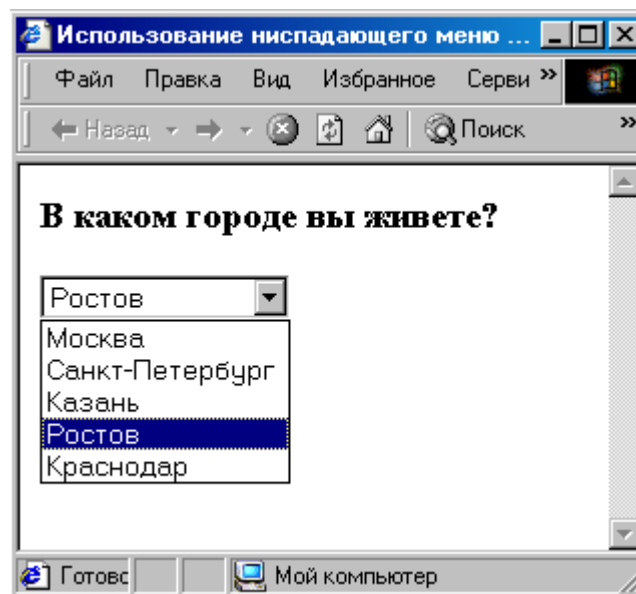 Использование ниспадающего меню ...
Файл Правка Вид Избранное Серви »
Назад Поиск »
В каком городе вы живете?
Ростов
Москва
Санкт-Петербург
Казань
Ростов
Краснодар
Готовс Мой компьютер